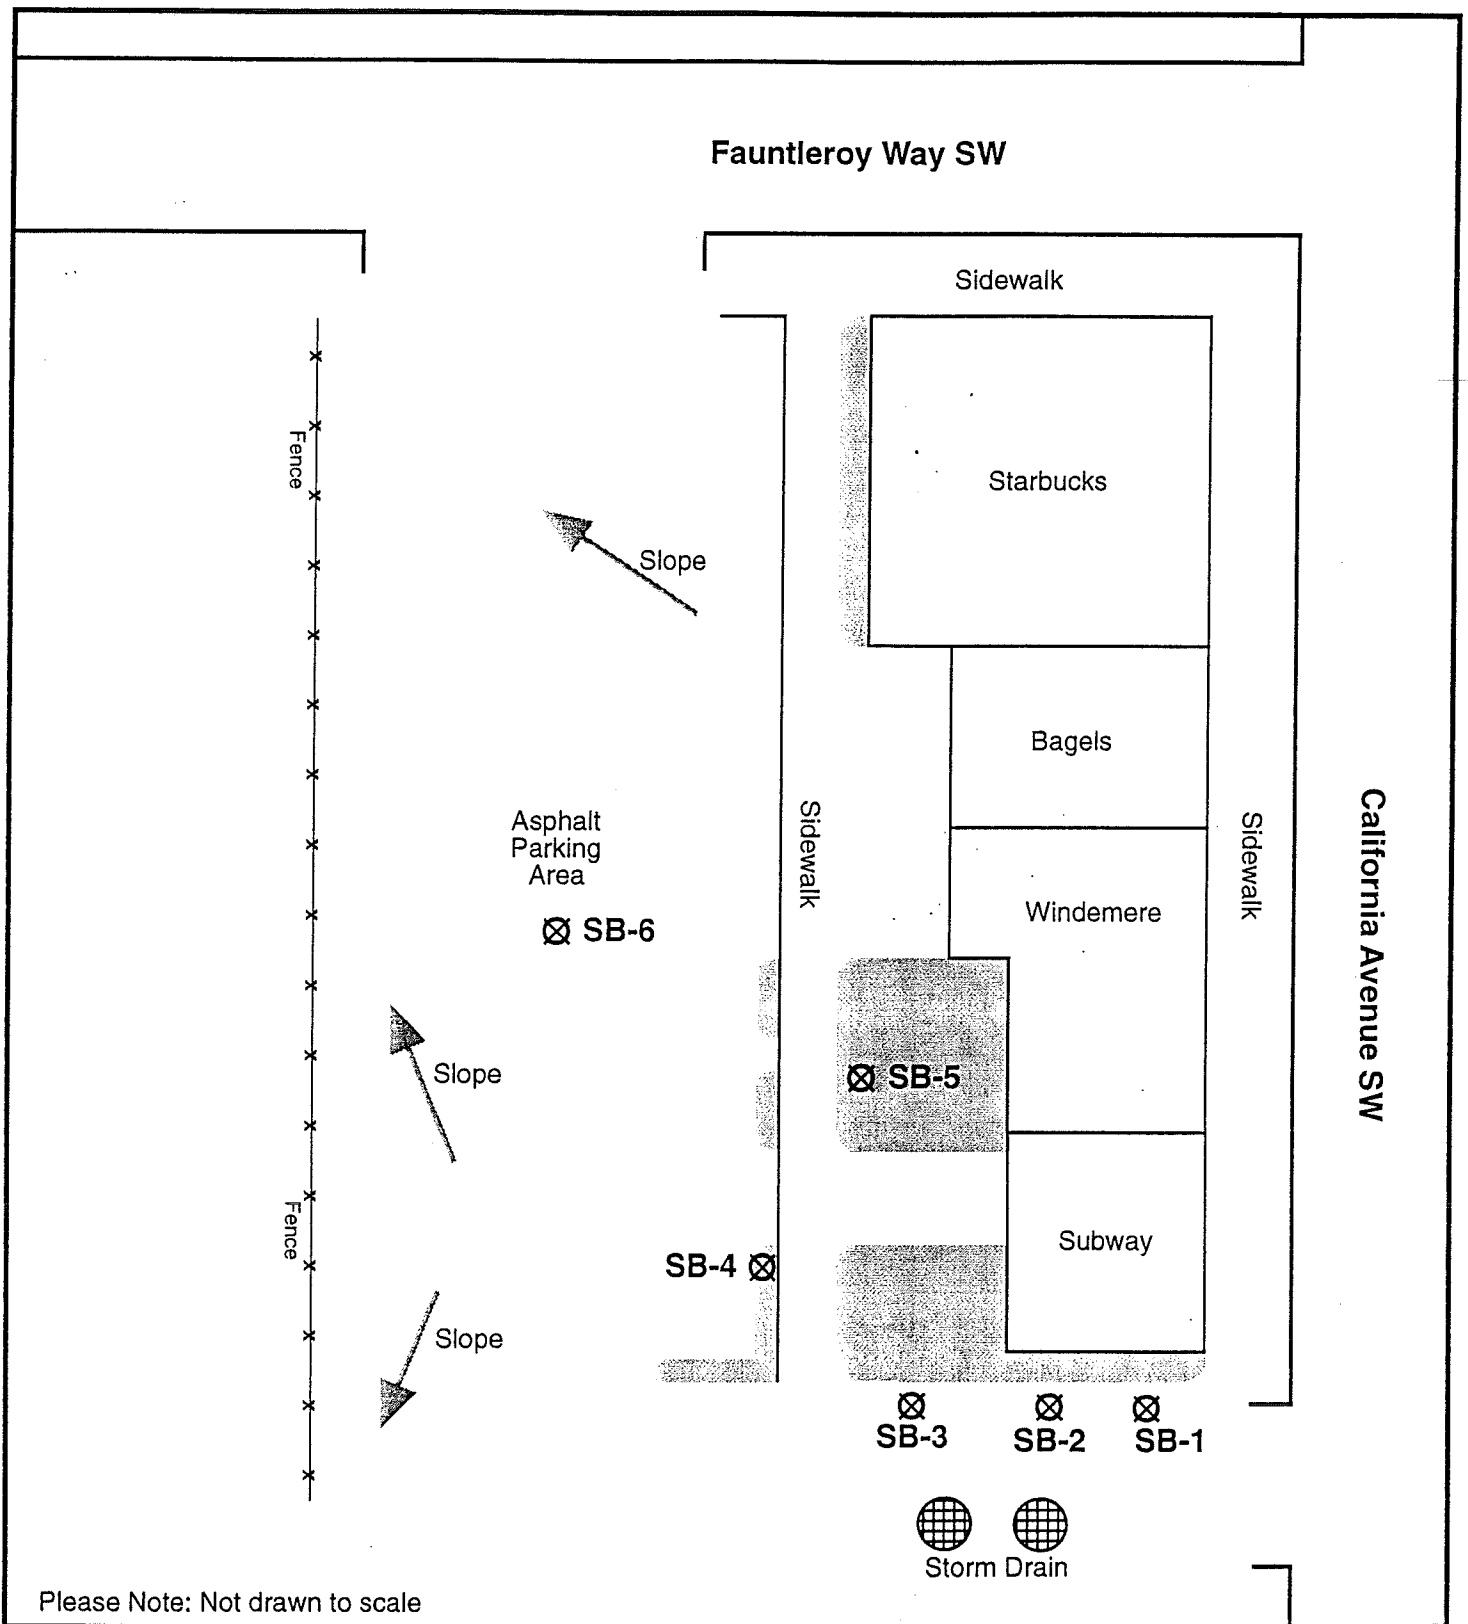 Fauntleroy Way SW
Sidewalk
Starbucks
Fence
Slope
Bagels
Asphalt
Parking
Area
Sidewalk
Sidewalk
California Avenue SW
Windemere
SB-6
Slope
SB-5
Fence
Subway
SB-4
Slope
SB-3
SB-2
SB-1
Storm Drain
Please Note: Not drawn to scale